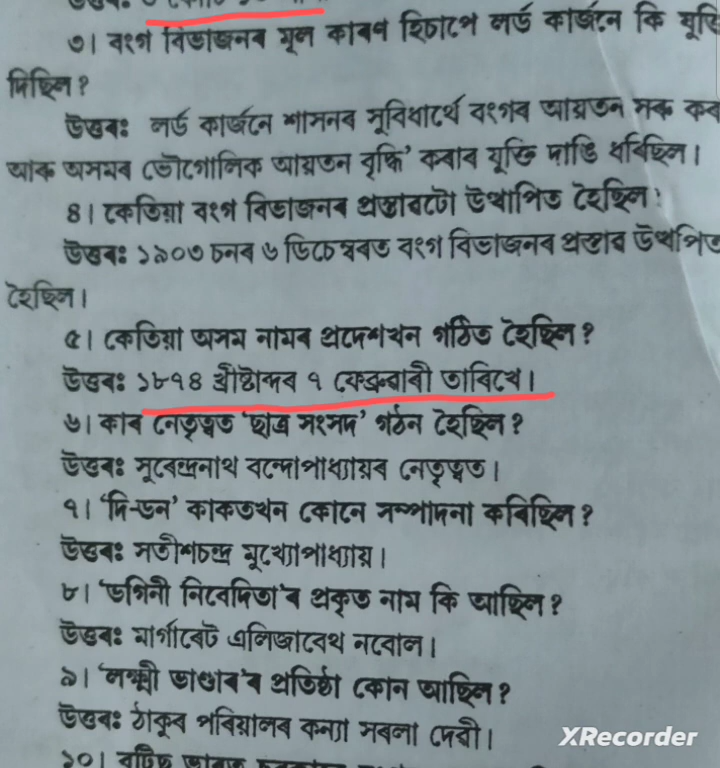 ৩। বংগ বিভাজনৰ মূল কাৰণ হিচাপে লৰ্ড কাৰ্জনে কি যুক্তি
দিছিল?
উত্তৰঃ লৰ্ড কাৰ্জনে শাসনৰ সুবিধাৰ্থে বংগৰ আয়তন সৰু কৰ
আৰু অসমৰ ভৌগোলিক আয়তন বৃদ্ধি' কৰাৰ যুক্তি দাঙি ধৰিছিল।
৪। কেতিয়া বংগ বিভাজনৰ প্ৰস্তাৱটো উত্থাপিত হৈছিল?
উত্তৰঃ ১৯০৩ চনৰ ৬ ডিচেম্বৰত বংগ বিভাজনৰ প্ৰস্তাৱ উত্থপিত
হৈছিল।
৫। কেতিয়া অসম নামৰ প্ৰদেশখন গঠিত হৈছিল?
উত্তৰঃ ১৮৭৪ খ্ৰীষ্টাব্দৰ ৭ ফেব্ৰুৱাৰী তাৰিখে।
৬। কাৰ নেতৃত্বত 'ছাত্ৰ সংসদ' গঠন হৈছিল?
উত্তৰঃ সুৰেন্দ্ৰনাথ বন্দোপাধ্যায়ৰ নেতৃত্বত।
৭। 'দি-ডন' কাকতখন কোনে সম্পাদনা কৰিছিল?
উত্তৰঃ সতীশচন্দ্ৰ মুখ্যোপাধ্যায়।
৮। 'ভগিনী নিবেদিতা'ৰ প্ৰকৃত নাম কি আছিল?
উত্তৰঃ মাৰ্গাৰেট এলিজাবেথ নবোল।
৯। 'লক্ষ্মী ভাণ্ডাৰ'ৰ প্ৰতিষ্ঠা কোন আছিল?
উত্তৰঃ ঠাকুৰ পৰিয়ালৰ কন্যা সৰলা দেৱী।
XRecorder
১০।